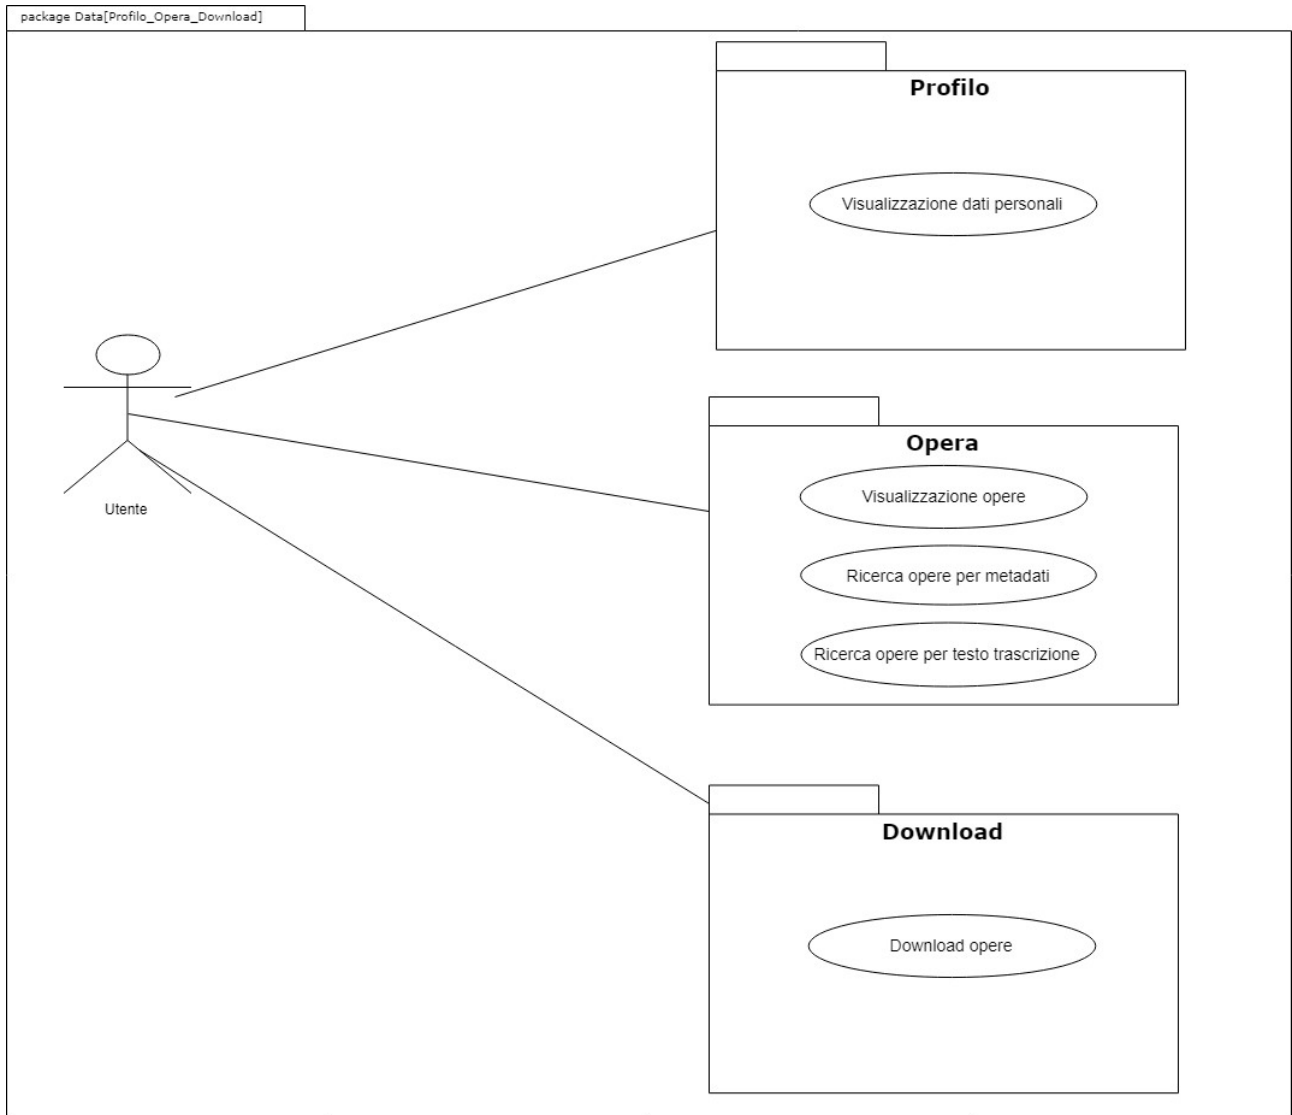 package Data[Profilo_Opera_Download]
Profilo
Visualizzazione dati personali
Utente
Opera
Visualizzazione opere
Ricerca opere per metadati
Ricerca opere per testo trascrizione
Download
Download opere